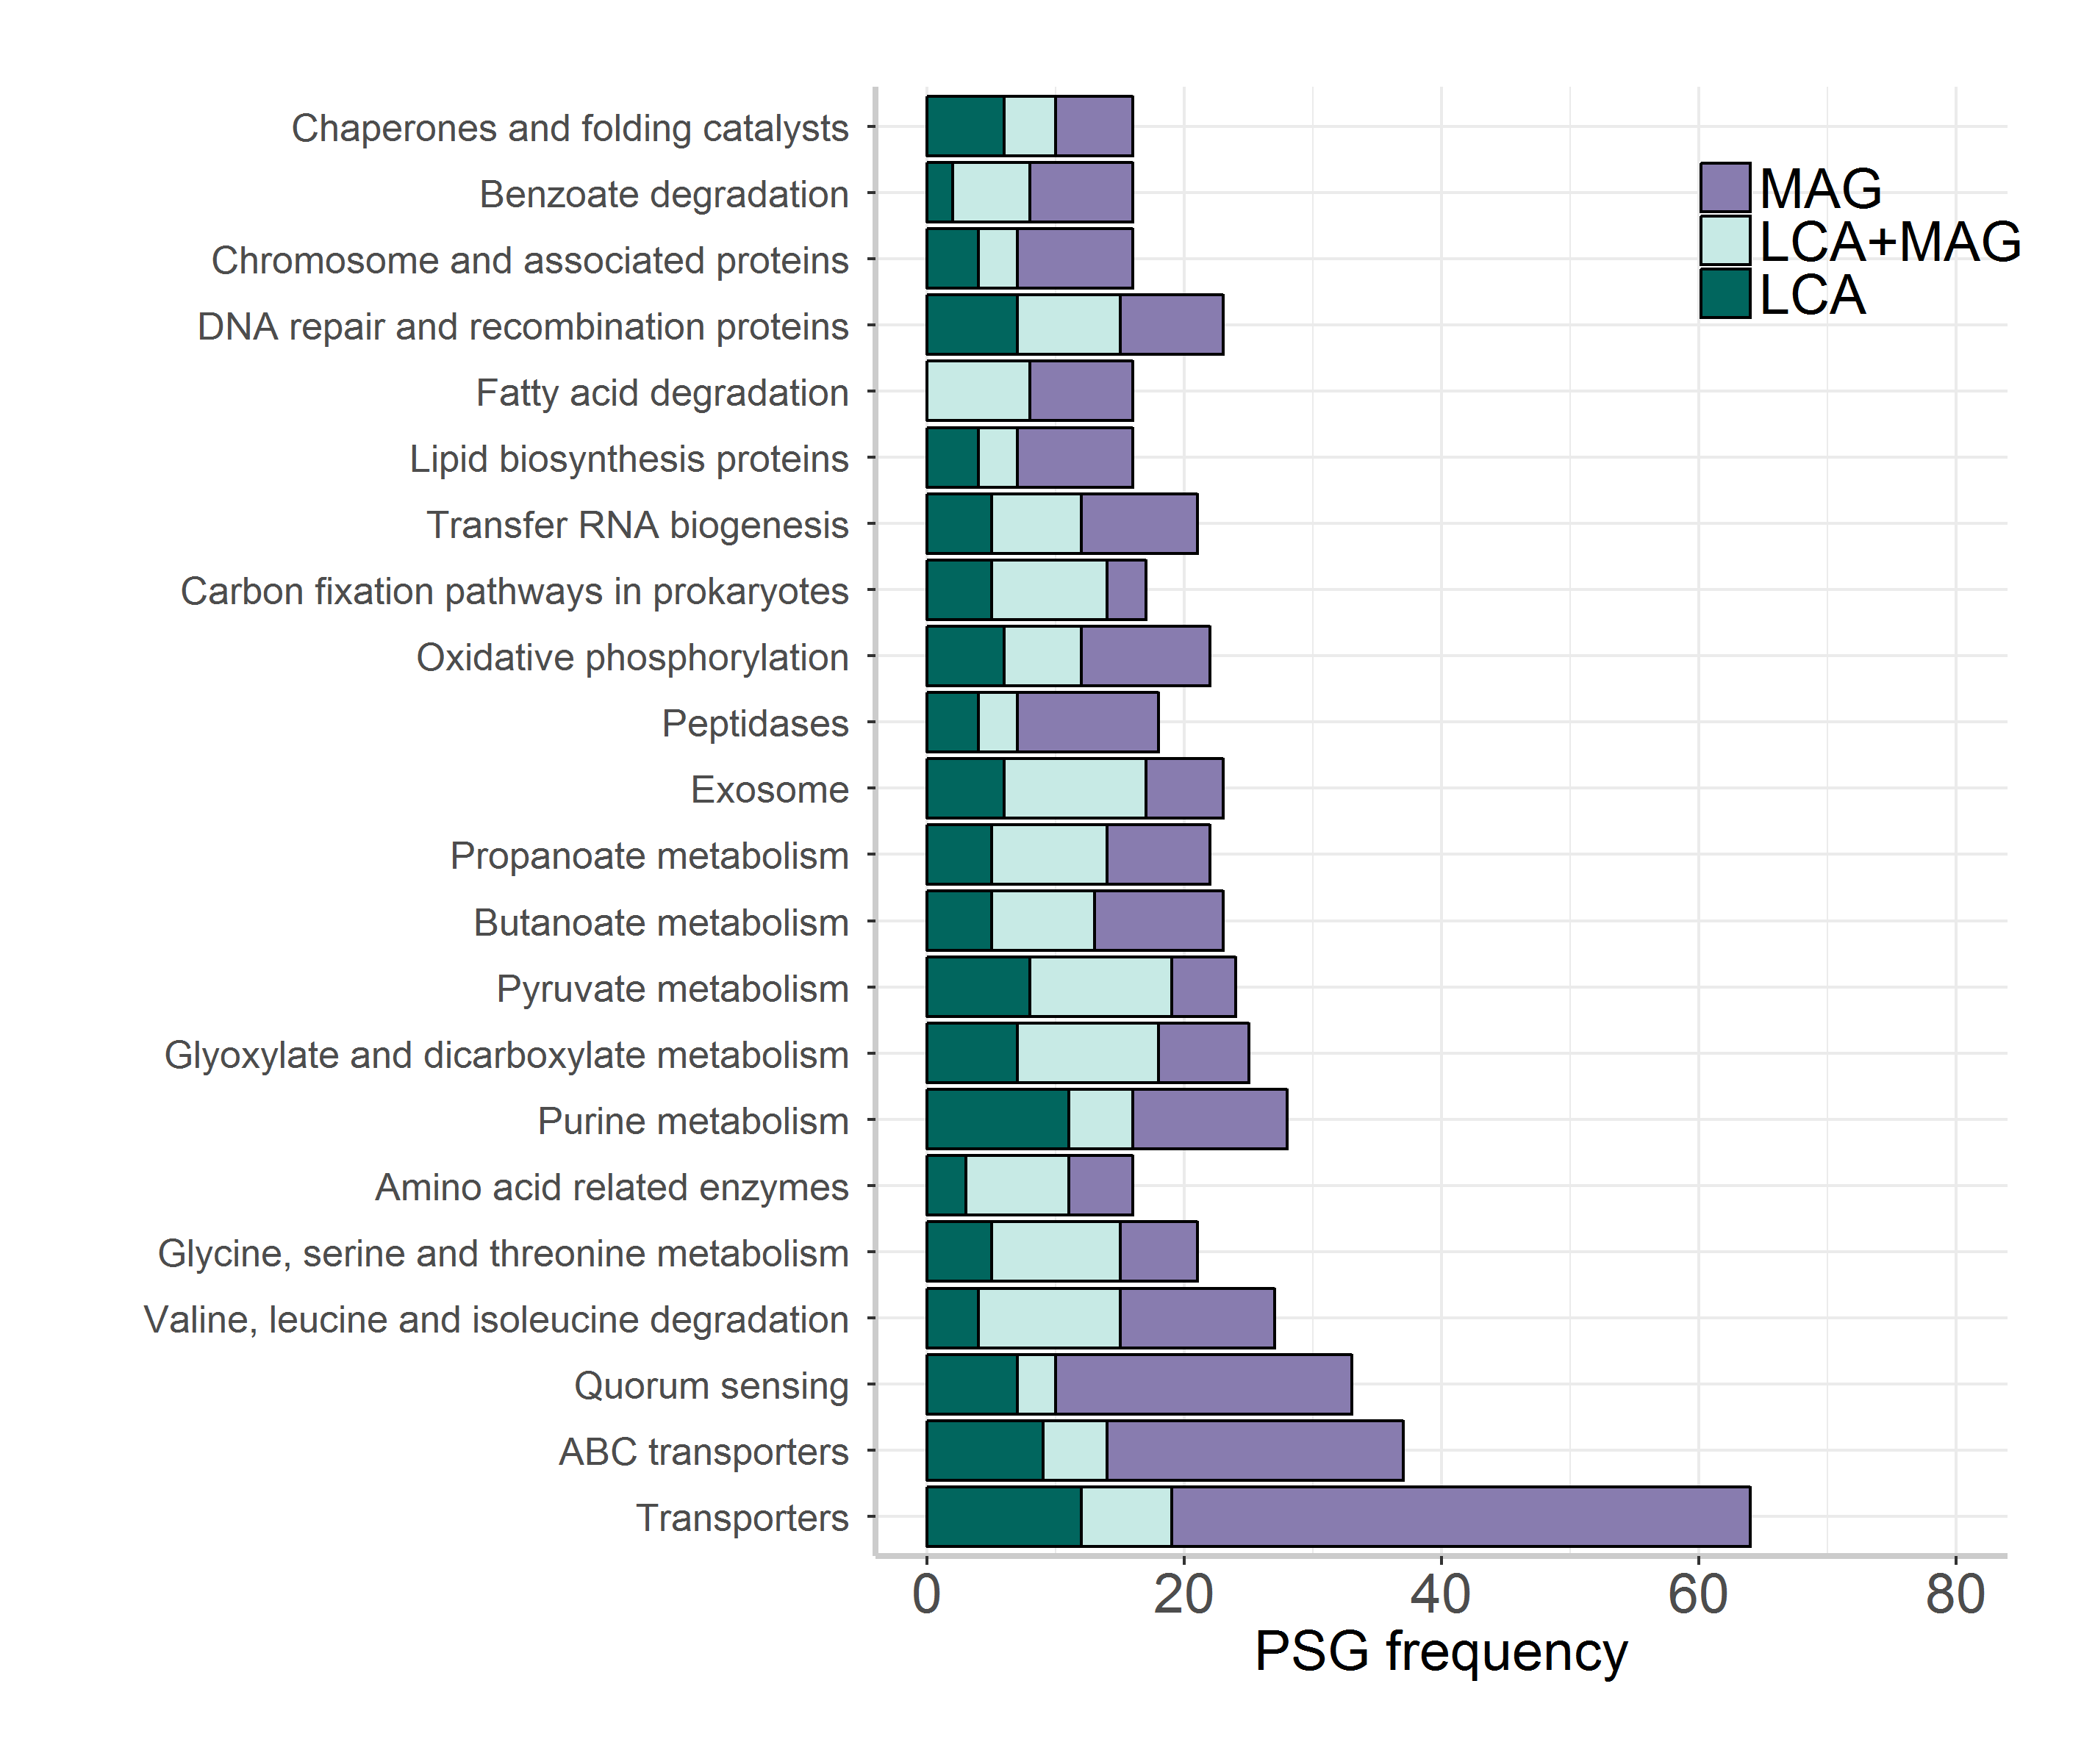 Chaperones and folding catalysts
Benzoate degradation
Chromosome and associated proteins
DNA repair and recombination proteins
Fatty acid degradation
Lipid biosynthesis proteins
Transfer RNA biogenesis
Carbon fixation pathways in prokaryotes
Oxidative phosphorylation
Peptidases
Exosome
Propanoate metabolism
Butanoate metabolism
Pyruvate metabolism
Glyoxylate and dicarboxylate metabolism
Purine metabolism
Amino acid related enzymes
Glycine, serine and threonine metabolism
Valine, leucine and isoleucine degradation
Quorum sensing
ABC transporters
Transporters
MAG
LCA+MAG
LCA
0 20 40 60 80
PSG frequency